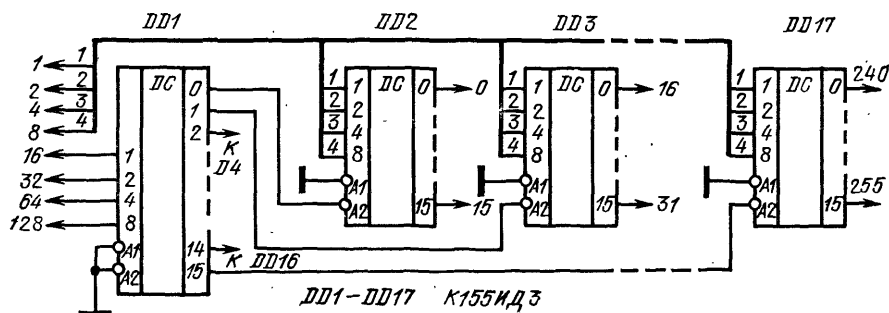 DD1 DD2 DD3 DD17
1 1 DC 0
2 2 1
4 3 2 К D4
8 4
16 1
32 2
64 4
128 8
A1 14 К DD16
A2 15
1 1 DC 0 0
2 2
3 4
4 8
A1
A2 15 15
1 1 DC 0 16
2 2
3 4
4 8
A1
A2 15 31
1 1 DC 0 240
2 2
3 4
4 8
A1
A2 15 255
DD1-DD17 К155ИД3